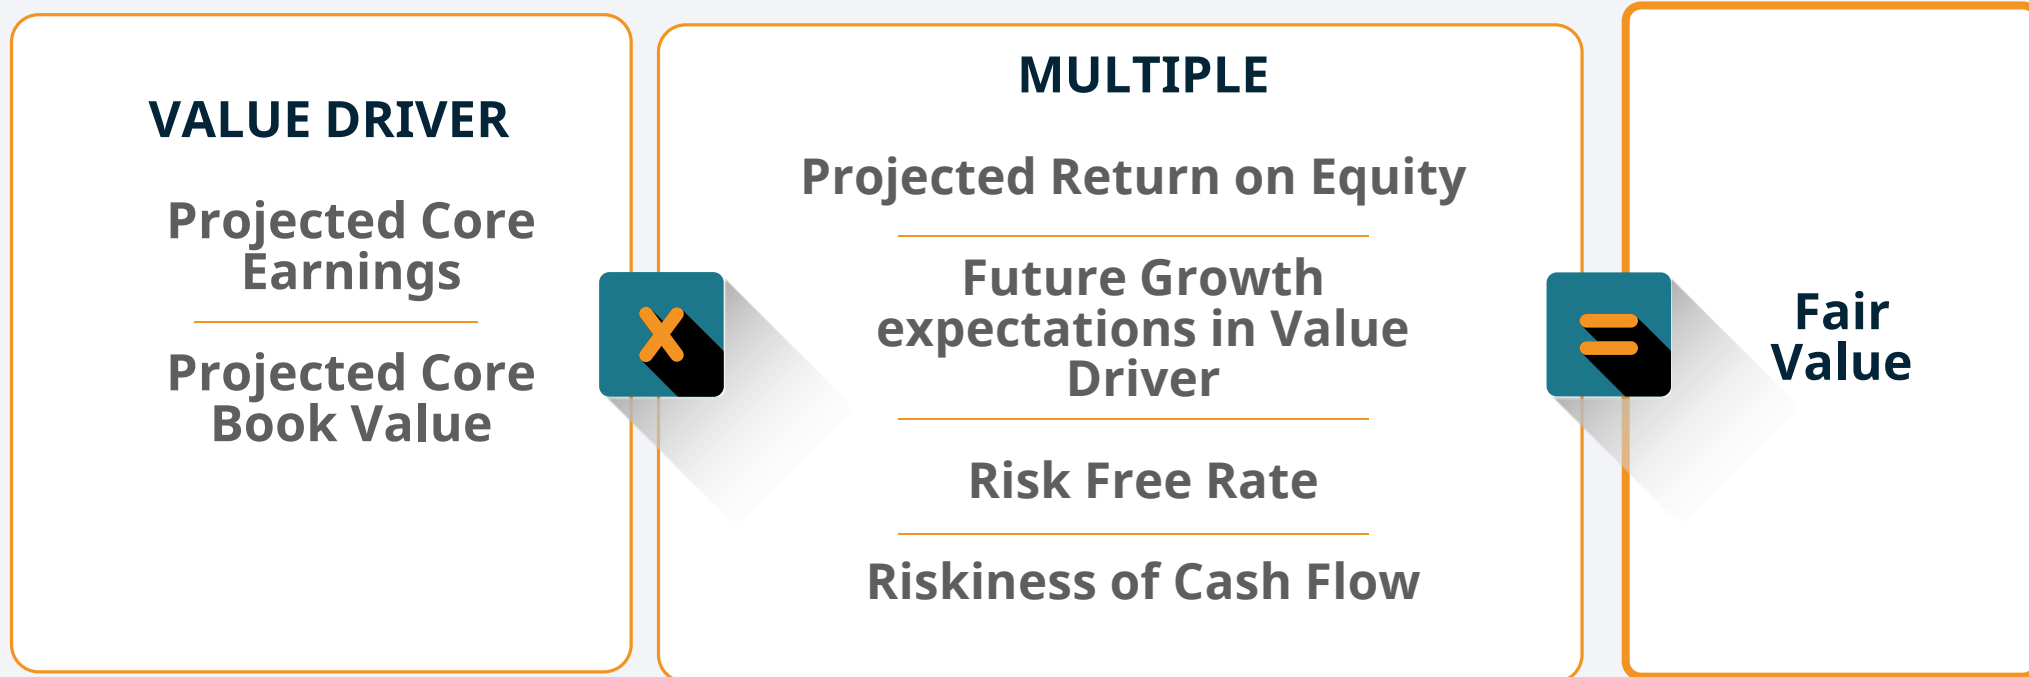 VALUE DRIVER
Projected Core
Earnings
Projected Core
Book Value
x
MULTIPLE
Projected Return on Equity
Future Growth
expectations in Value
Driver
Risk Free Rate
Riskiness of Cash Flow
=
Fair
Value